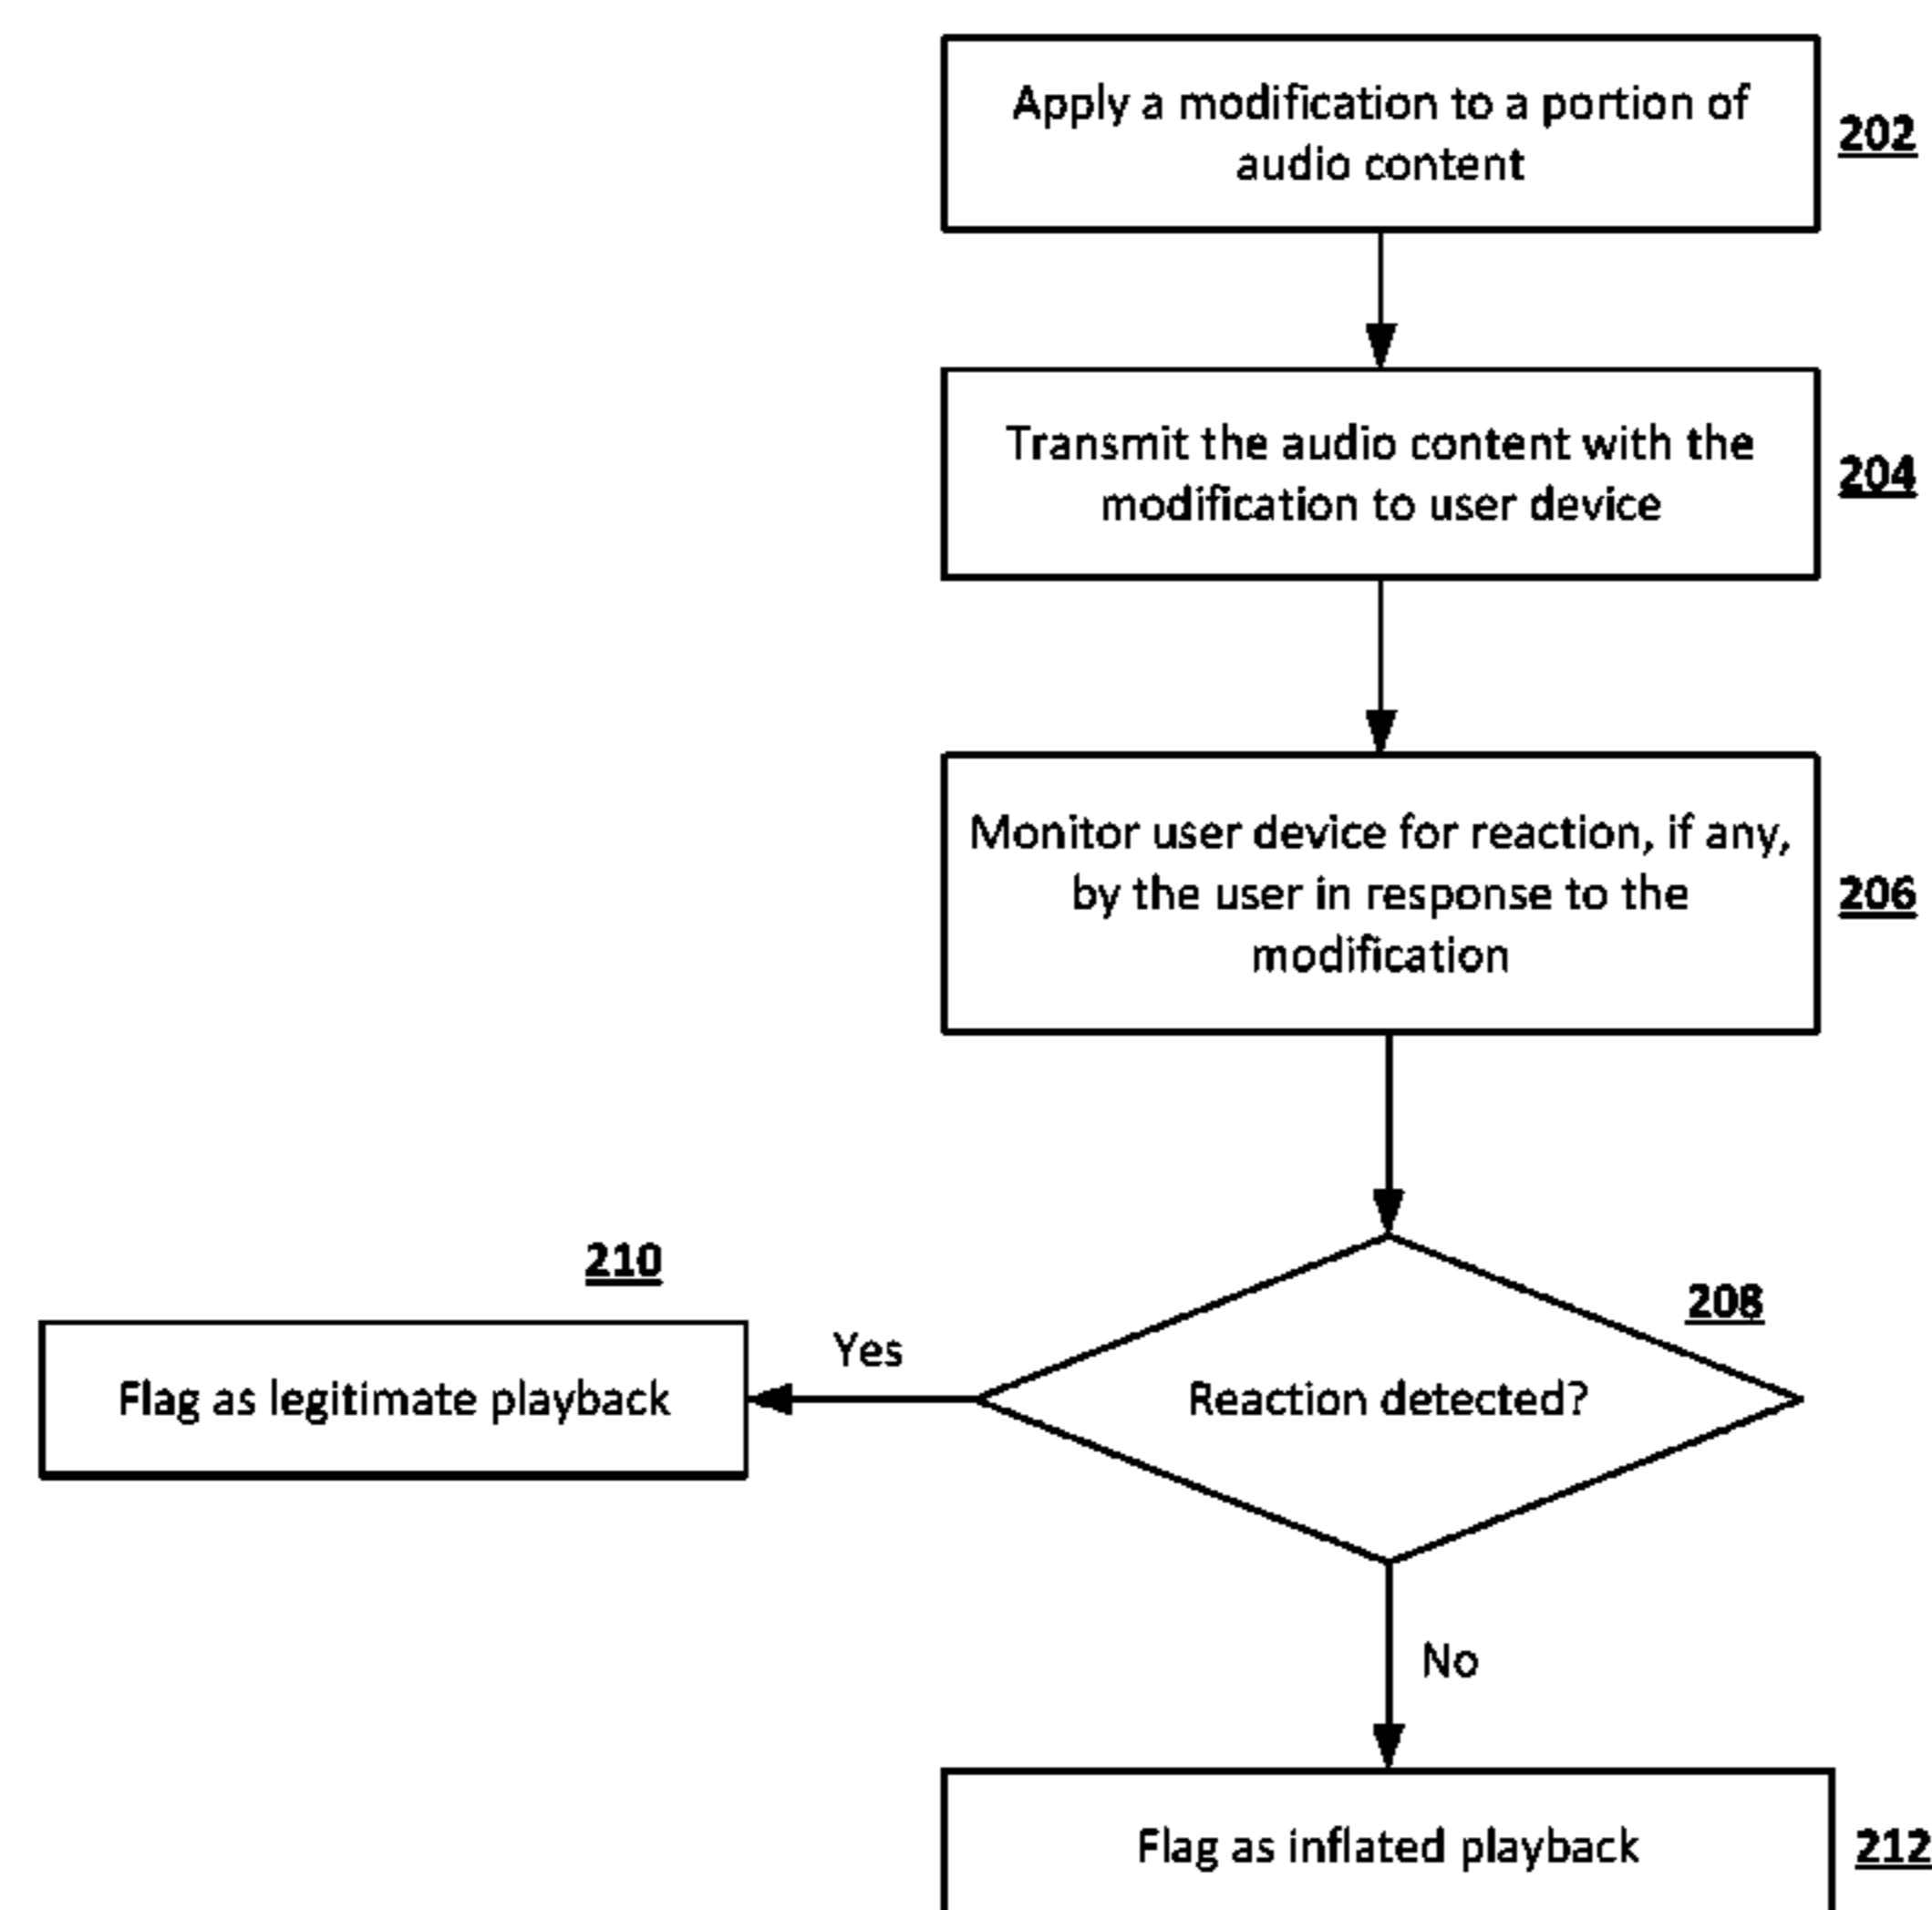 Apply a modification to a portion of
audio content
202
Transmit the audio content with the
modification to user device
204
Monitor user device for reaction, if any,
by the user in response to the
modification
206
210
208
Flag as legitimate playback
Yes
Reaction detected?
No
Flag as inflated playback
212